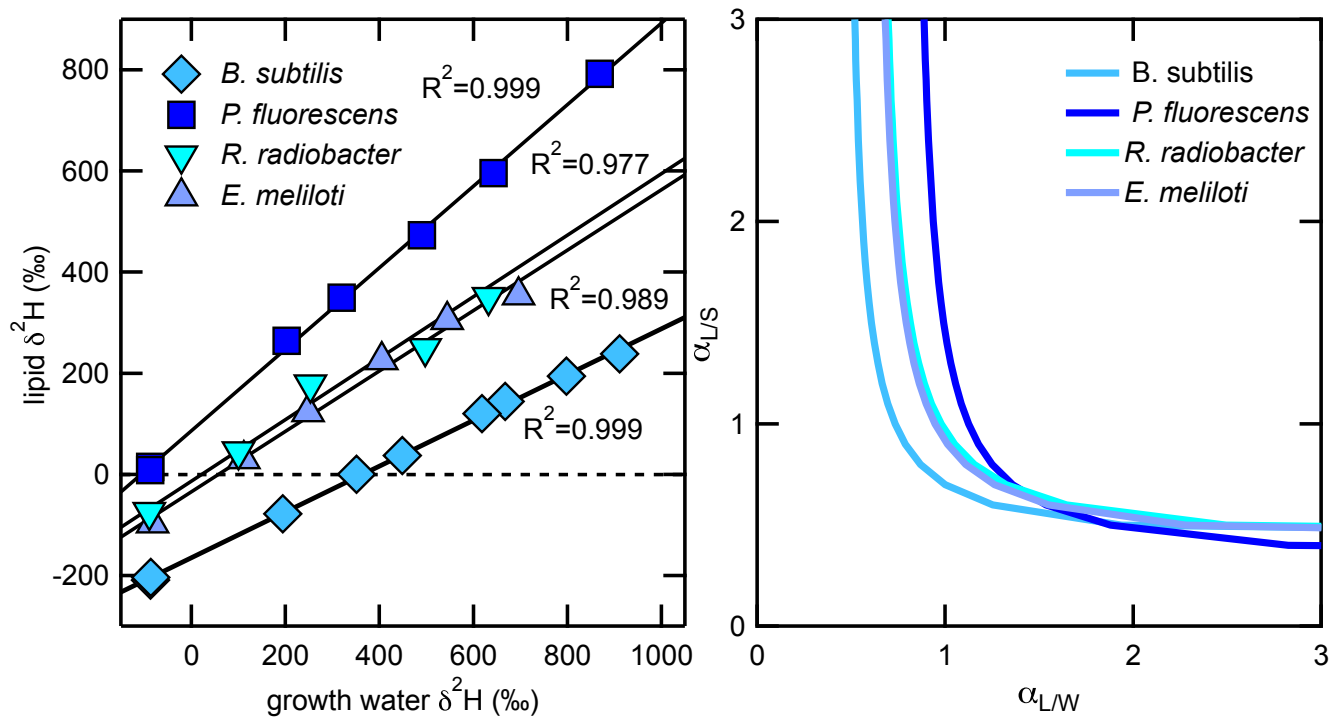 800
600
400
200
0
-200
lipid δ²H (‰)
B. subtilis
P. fluorescens
R. radiobacter
E. meliloti
R²=0.999
R²=0.977
R²=0.989
R²=0.999
0 200 400 600 800 1000
growth water δ²H (‰)
3
2
1
0
α L/S
B. subtilis
P. fluorescens
R. radiobacter
E. meliloti
0 1 2 3
α L/W